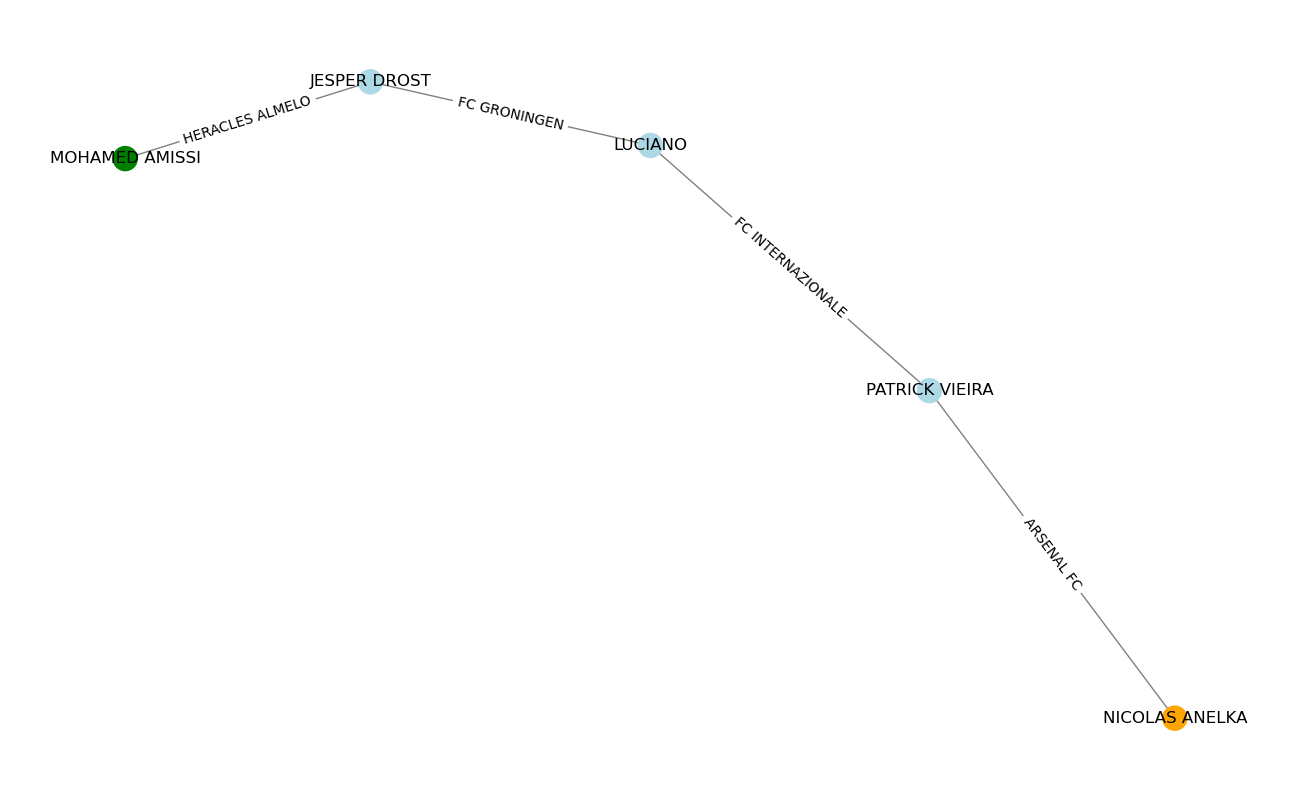 JESPER DROST
HERACLES ALMELO
FC GRONINGEN
MOHAMED AMISSI
LUCIANO
FC INTERNAZIONALE
PATRICK VIEIRA
ARSENAL FC
NICOLAS ANELKA